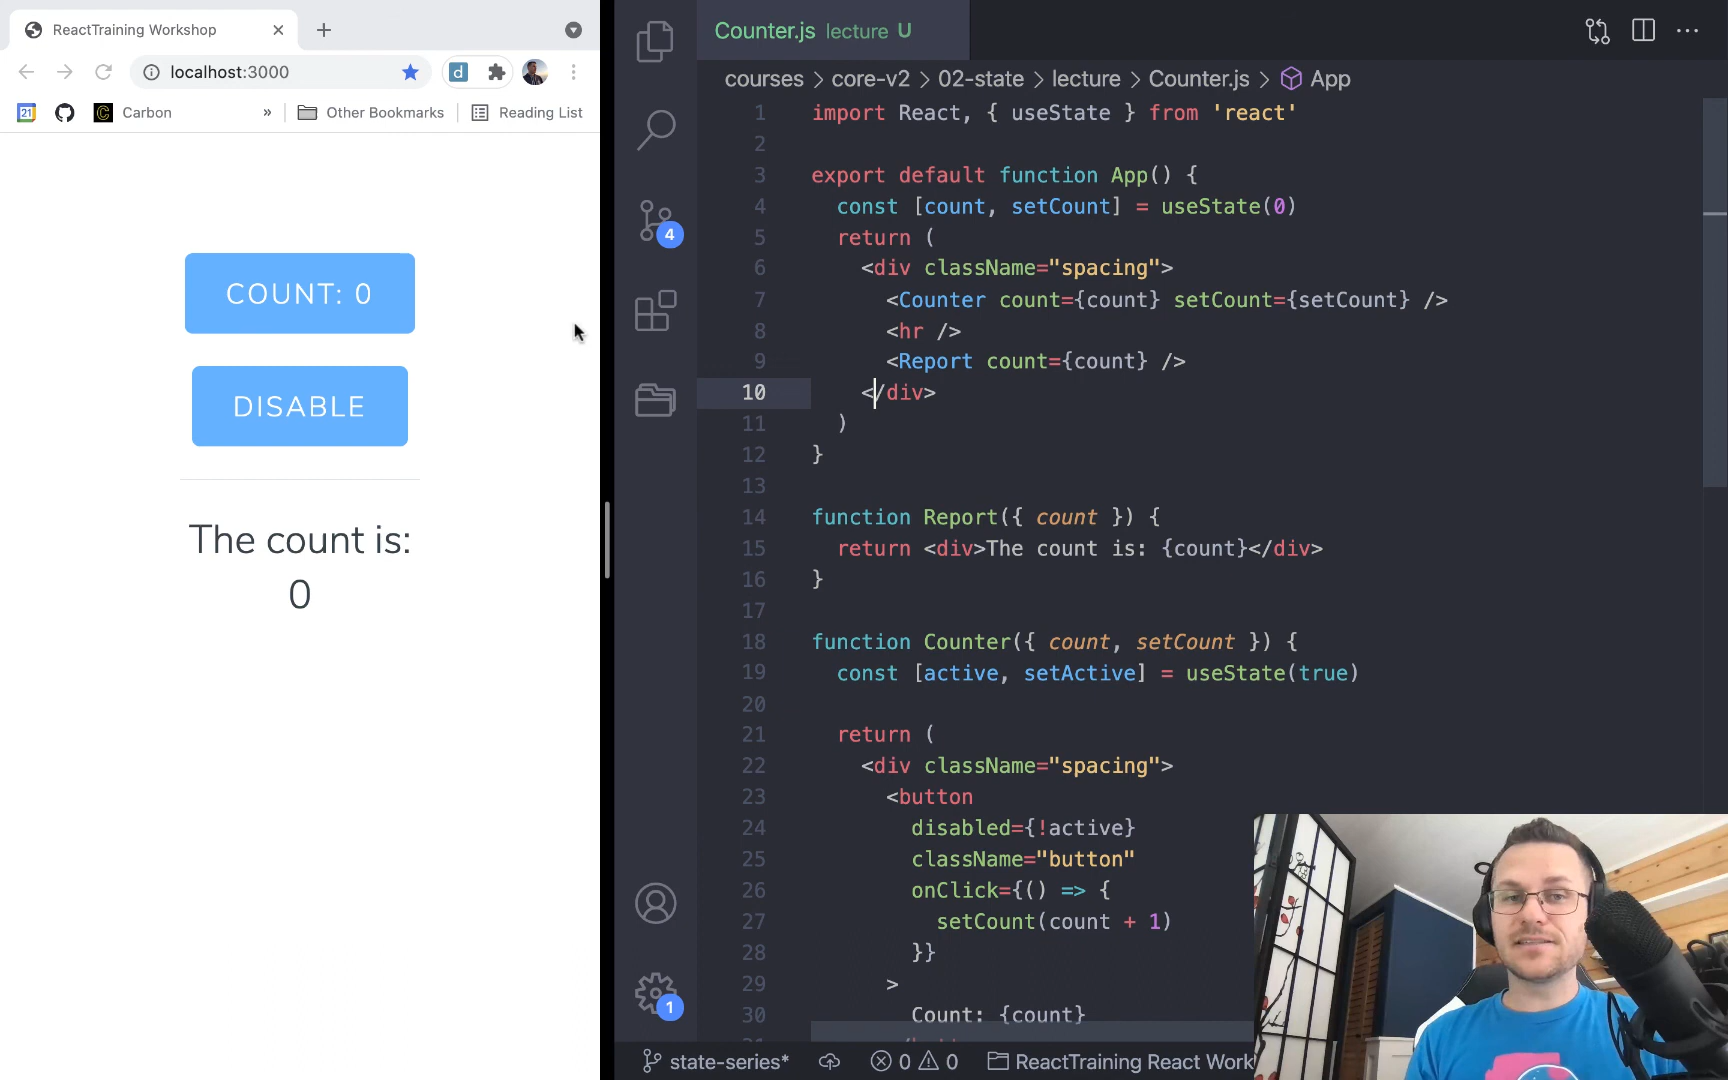 ReactTraining Workshop
localhost:3000
21
Carbon
»
Other Bookmarks
Reading List
COUNT: 0
DISABLE
The count is:
0
Counter.js lecture U
courses > core-v2 > 02-state > lecture > Counter.js > App
1 import React, { useState } from 'react'
2
3 export default function App() {
4 const [count, setCount] = useState(0)
5 return (
6 <div className="spacing">
7 <Counter count={count} setCount={setCount} />
8 <hr />
9 <Report count={count} />
10 </div>
11 )
12 }
13
14 function Report({ count }) {
15 return <div>The count is: {count}</div>
16 }
17
18 function Counter({ count, setCount }) {
19 const [active, setActive] = useState(true)
20
21 return (
22 <div className="spacing">
23 <button
24 disabled={!active}
25 className="button"
26 onClick={() => {
27 setCount(count + 1)
28 }}
29 >
30 Count: {count}
4
1
state-series* 0 0 ReactTraining React Work